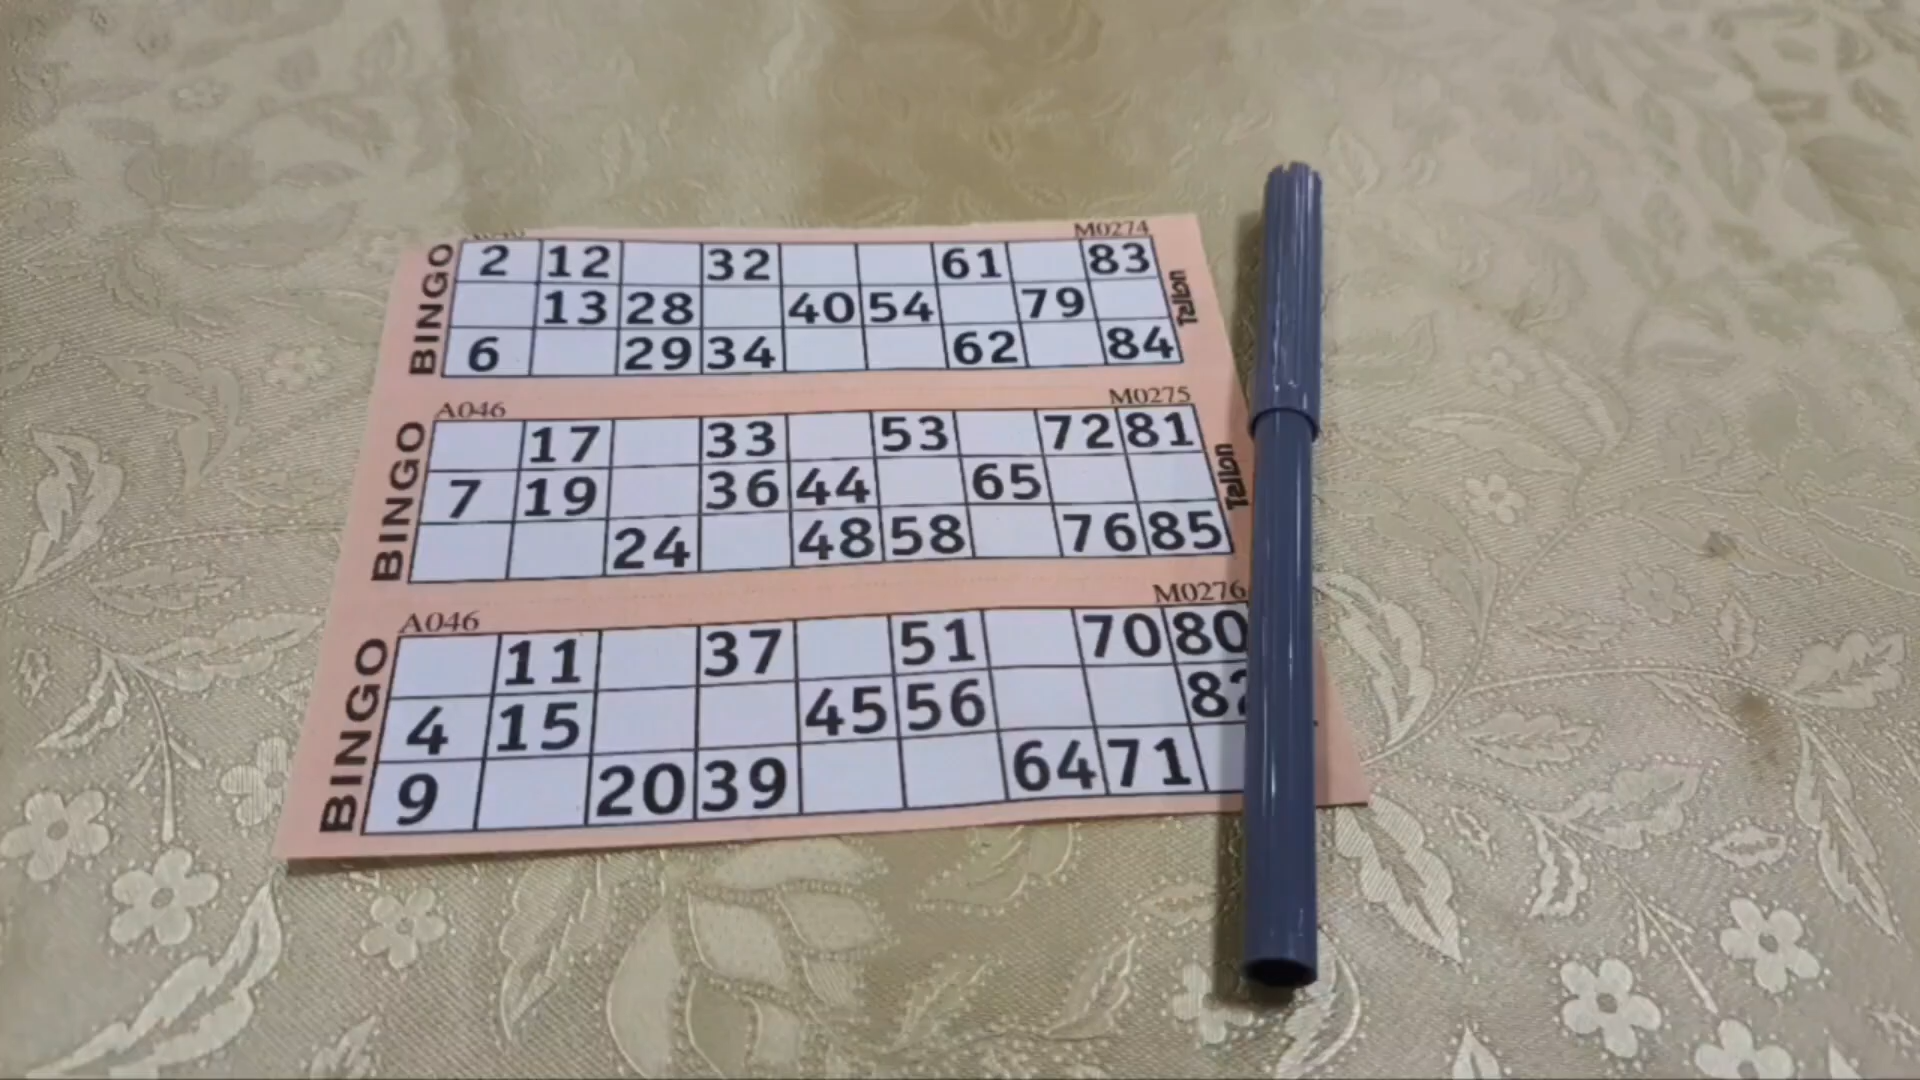 M0274
BINGO
2 12 32 61 83
13 28 40 54 79
6 29 34 62 84
A046 M0275
BINGO
17 33 53 72 81
7 19 36 44 65
24 48 58 76 85
A046 M0276
BINGO
11 37 51 70 80
4 15 45 56
9 20 39 64 71